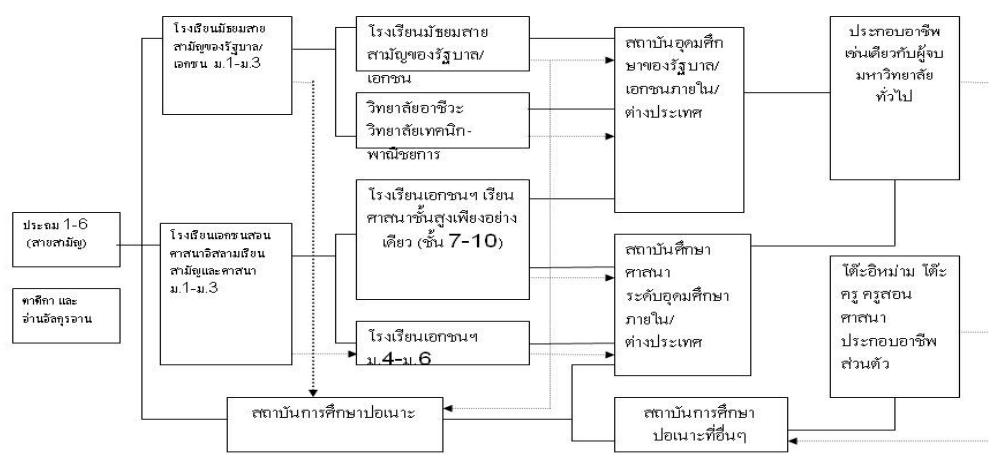 ประถม 1-6
(สายสามัญ)
ตาดีกา และ
อ่านอัลกุรอาน
โรงเรียนมัธยมสาย
สามัญของรัฐบาล/
เอกชน ม.1-ม.3
โรงเรียนเอกชนสอน
ศาสนาอิสลามเรียน
สามัญและศาสนา
ม.1-ม.3
โรงเรียนมัธยมสาย
สามัญของรัฐบาล/
เอกชน
วิทยาลัยอาชีวะ
วิทยาลัยเทคนิก-
พาณิชยการ
โรงเรียนเอกชนฯ เรียน
ศาสนาชั้นสูงเพียงอย่าง
เดียว (ชั้น 7-10)
โรงเรียนเอกชนฯ
ม.4-ม.6
สถาบันการศึกษาปอเนาะ
สถาบันอุดมศึก
ษาของรัฐบาล/
เอกชนภายใน/
ต่างประเทศ
สถาบันศึกษา
ศาสนา
ระดับอุดมศึกษา
ภายใน/
ต่างประเทศ
สถาบันการศึกษา
ปอเนาะที่อื่นๆ
ประกอบอาชีพ
เช่นเดียวกับผู้จบ
มหาวิทยาลัย
ทั่วไป
โต๊ะอิหม่าม โต๊ะ
ครู ครูสอน
ศาสนา
ประกอบอาชีพ
ส่วนตัว